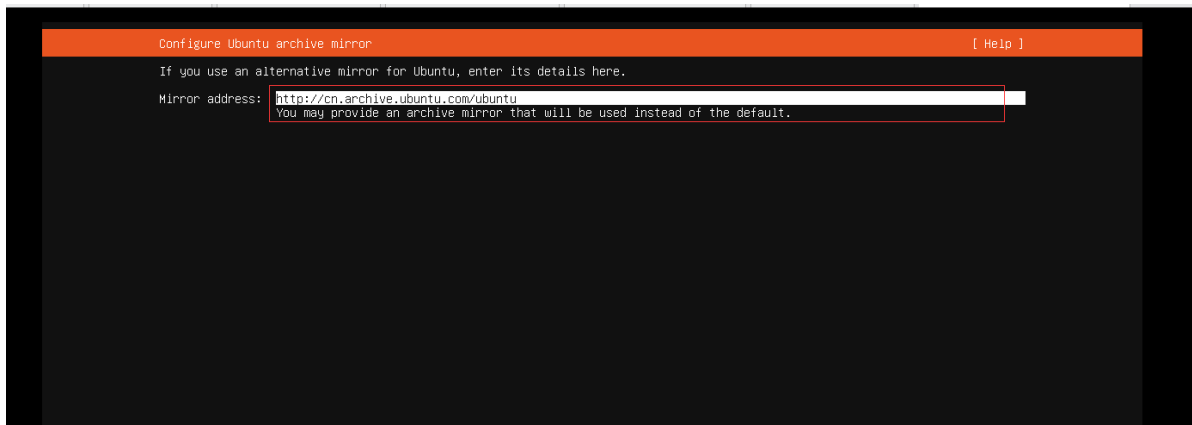 Configure Ubuntu archive mirror [ Help ]
If you use an alternative mirror for Ubuntu, enter its details here.
Mirror address: http://cn.archive.ubuntu.com/ubuntu
You may provide an archive mirror that will be used instead of the default.